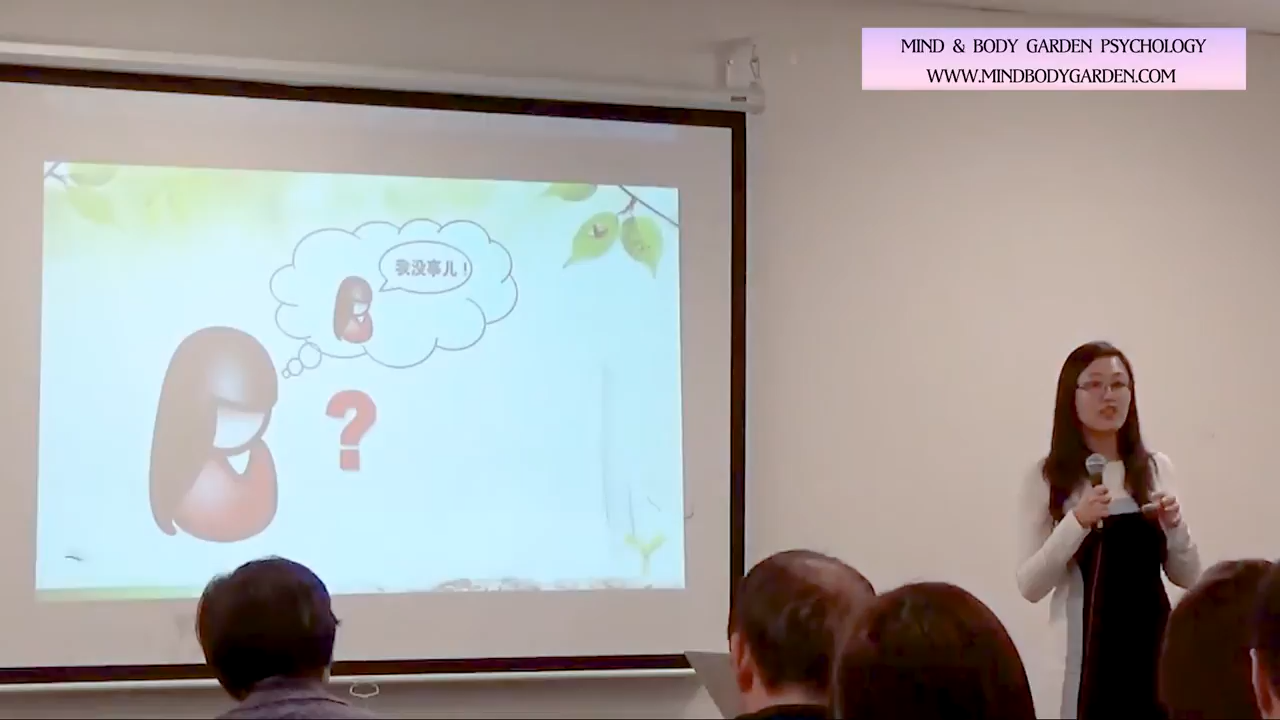 MIND & BODY GARDEN PSYCHOLOGY
WWW.MINDBODYGARDEN.COM
我没事儿！
?